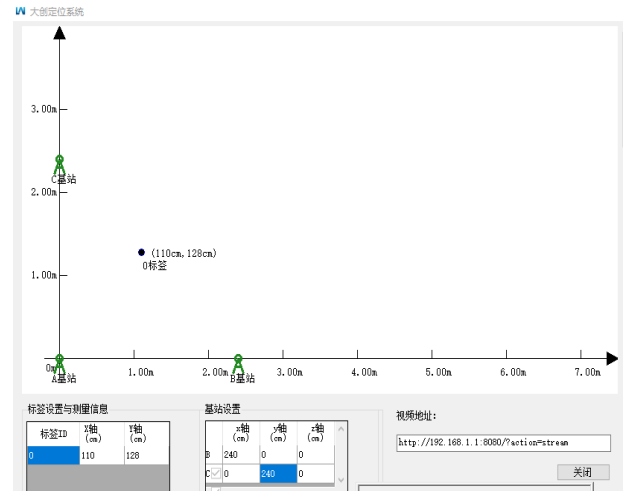 大创定位系统
3.00m
C基站
2.00m
(110cm,128cm)
0标签
1.00m
0m
A基站
1.00m
2.00m
B基站
3.00m
4.00m
5.00m
6.00m
7.00m
标签设置与测量信息
标签ID X轴(cm) Y轴(cm)
0 110 128
基站设置
x轴(cm) y轴(cm) z轴(cm)
B 240 0 0
C 0 240 0
视频地址:
http://192.168.1.1:8080/?action=stream
关闭